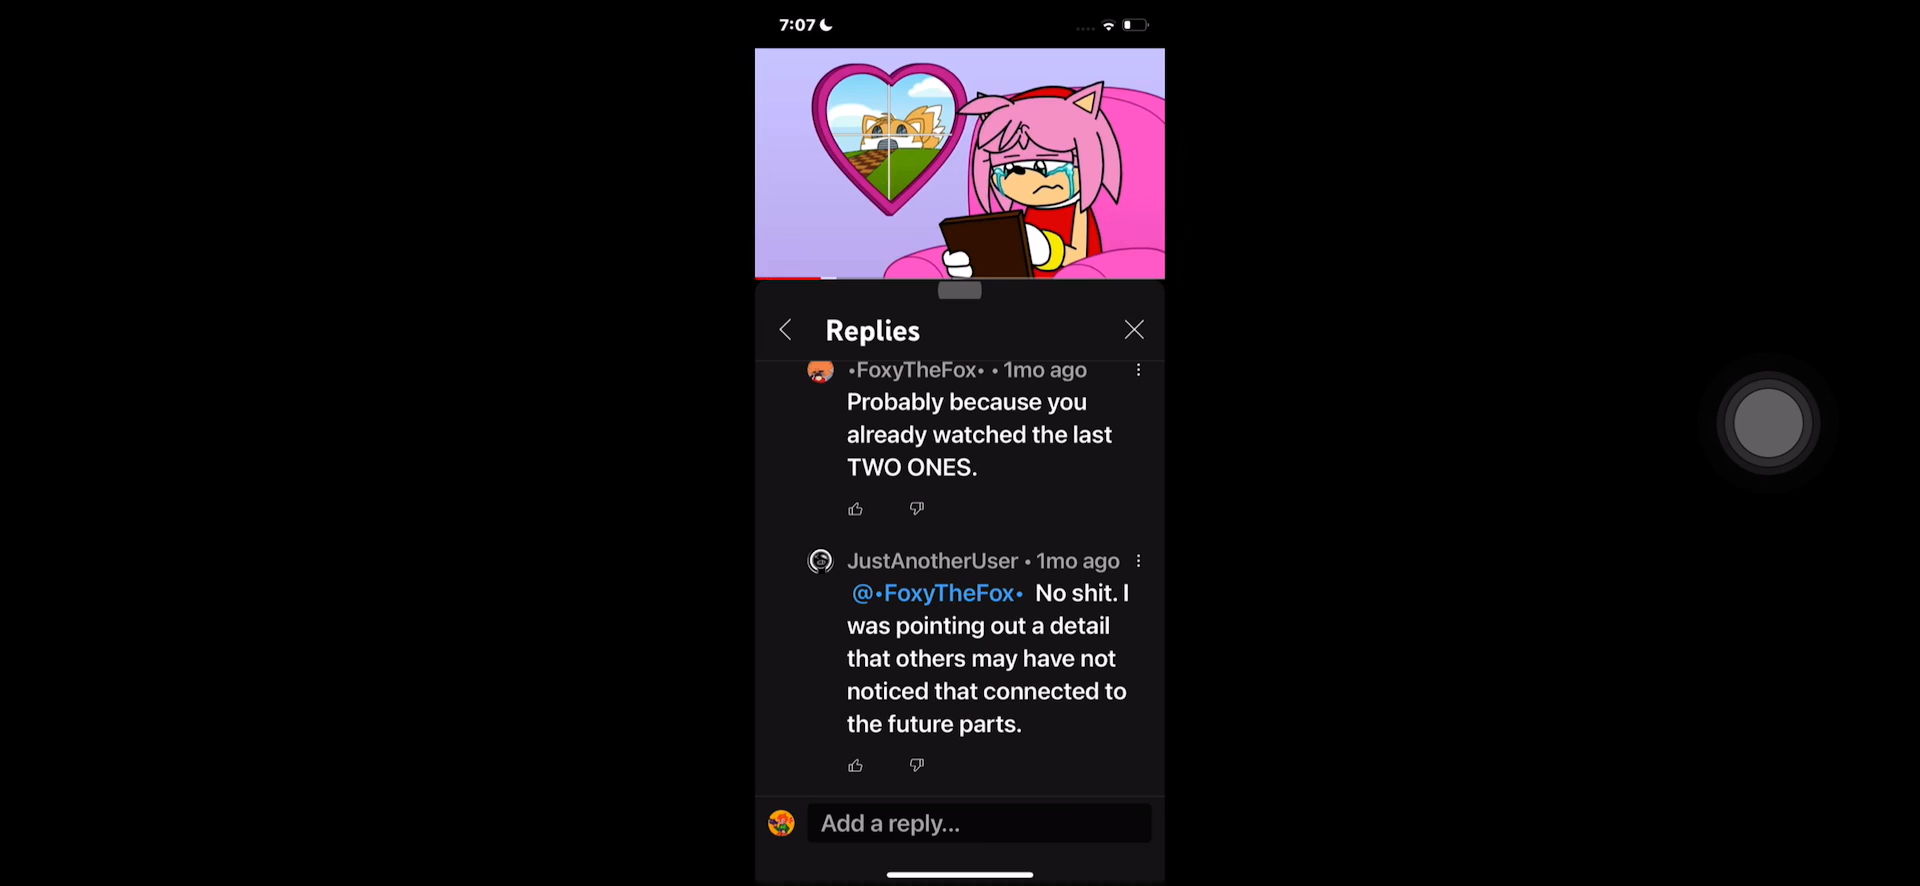 7:07
Replies
•FoxyTheFox• • 1mo ago
Probably because you
already watched the last
TWO ONES.
JustAnotherUser • 1mo ago
@•FoxyTheFox• No shit. I
was pointing out a detail
that others may have not
noticed that connected to
the future parts.
Add a reply...